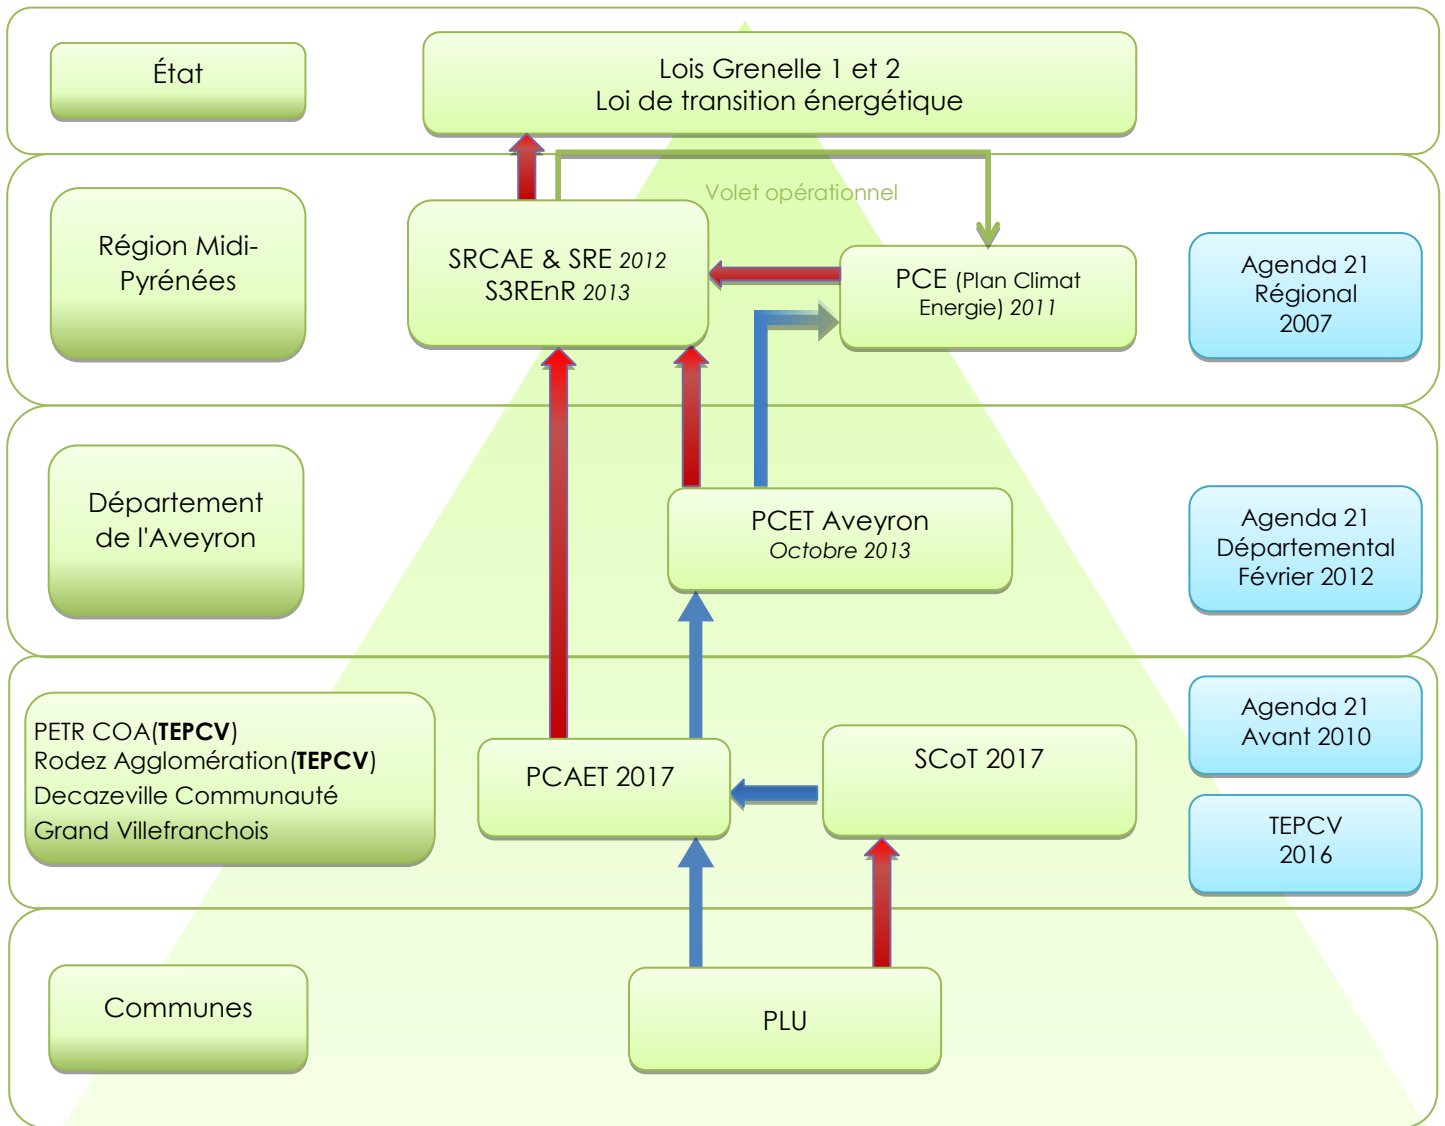 État
Lois Grenelle 1 et 2
Loi de transition énergétique
Volet opérationnel
Région Midi-
Pyrénées
SRCAE & SRE 2012
S3REnR 2013
PCE (Plan Climat
Energie) 2011
Agenda 21
Régional
2007
Département
de l'Aveyron
PCET Aveyron
Octobre 2013
Agenda 21
Départemental
Février 2012
PETR COA(TEPCV)
Rodez Agglomération(TEPCV)
Decazeville Communauté
Grand Villefranchois
PCAET 2017
SCoT 2017
Agenda 21
Avant 2010
TEPCV
2016
Communes
PLU